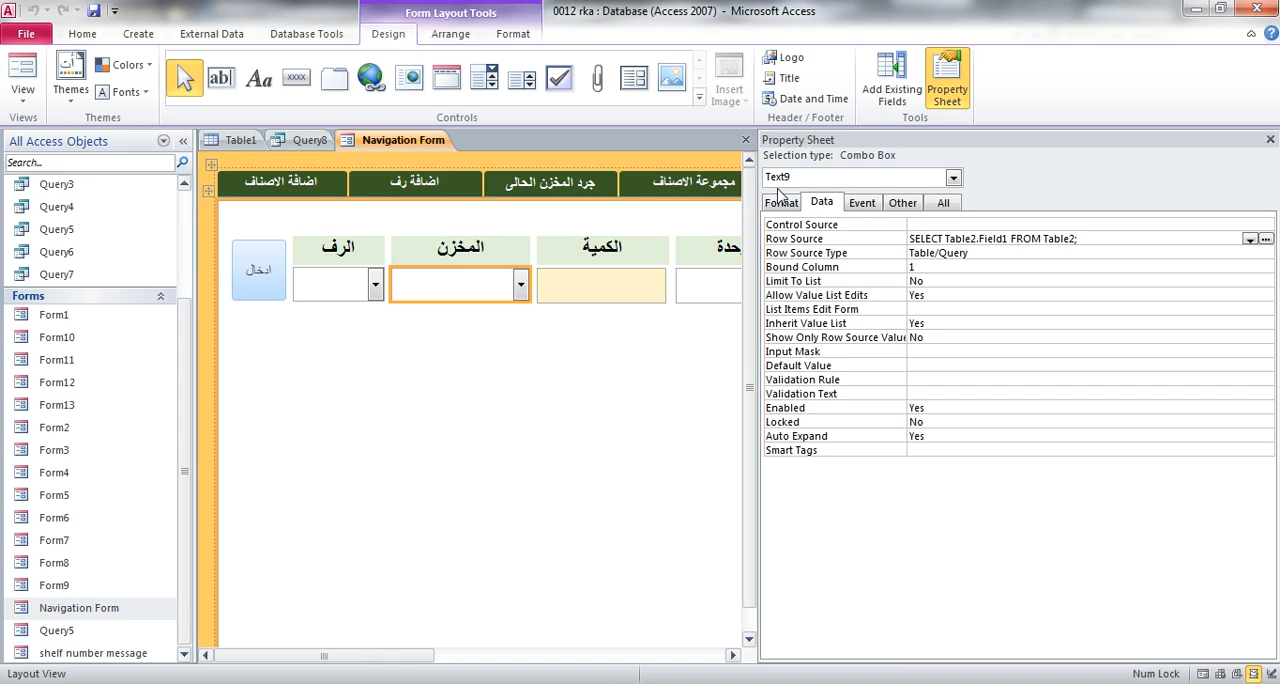 Form Layout Tools
0012 rka : Database (Access 2007) - Microsoft Access
File
Home
Create
External Data
Database Tools
Design
Arrange
Format
View
Themes
Colors
Fonts
Insert Image
Logo
Title
Date and Time
Add Existing Fields
Property Sheet
Views
Themes
Controls
Header / Footer
Tools
All Access Objects
Search...
Query3
Query4
Query5
Query6
Query7
Forms
Form1
Form10
Form11
Form12
Form13
Form2
Form3
Form4
Form5
Form6
Form7
Form8
Form9
Navigation Form
Query5
shelf number message
Table1
Query8
Navigation Form
اضافة الاصناف
اضافة رف
جرد المخزن الحالى
مجموعة الاصناف
ادخال
الرف
المخزن
الكمية
حدة
Property Sheet
Selection type: Combo Box
Text9
Format
Data
Event
Other
All
Control Source
Row Source SELECT Table2.Field1 FROM Table2;
Row Source Type Table/Query
Bound Column 1
Limit To List No
Allow Value List Edits Yes
List Items Edit Form
Inherit Value List Yes
Show Only Row Source Value No
Input Mask
Default Value
Validation Rule
Validation Text
Enabled Yes
Locked No
Auto Expand Yes
Smart Tags
Layout View
Num Lock